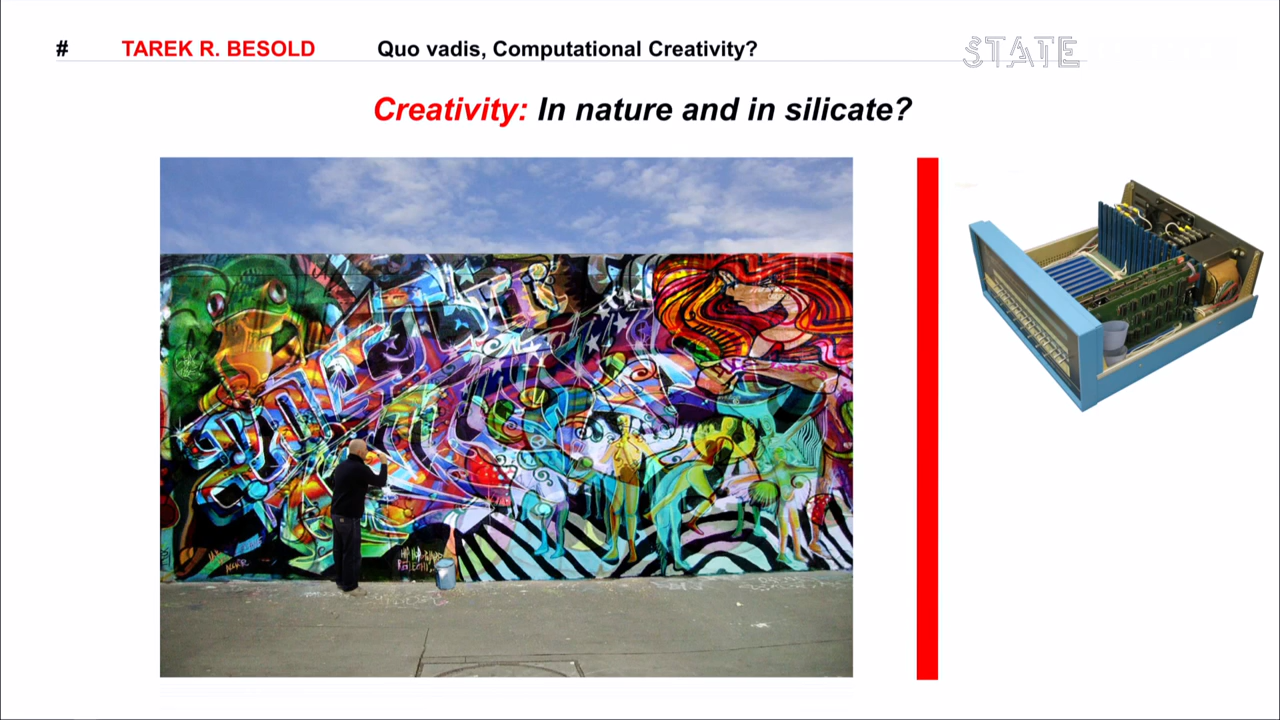 # TAREK R. BESOLD Quo vadis, Computational Creativity? STATE
Creativity: In nature and in silicate?